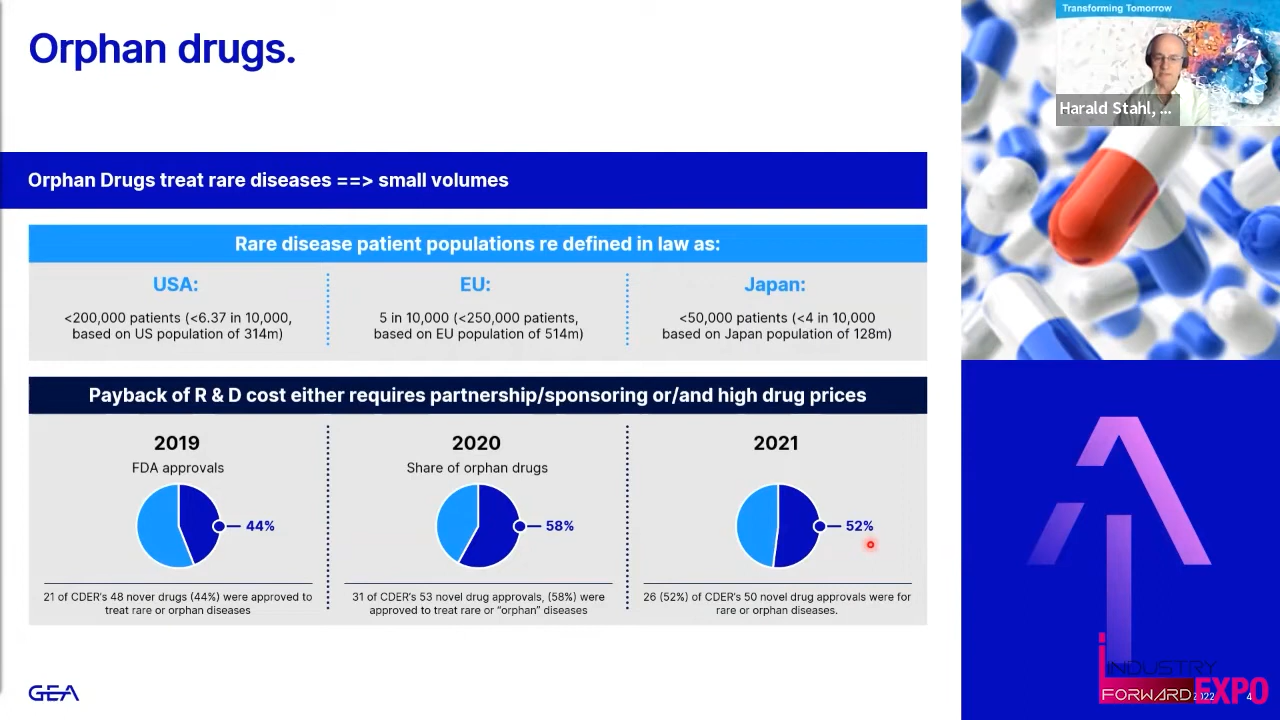 Orphan drugs.
Transforming Tomorrow
Harald Stahl, ...
Orphan Drugs treat rare diseases ==> small volumes
Rare disease patient populations re defined in law as:
USA:
<200,000 patients (<6.37 in 10,000,
based on US population of 314m)
EU:
5 in 10,000 (<250,000 patients,
based on EU population of 514m)
Japan:
<50,000 patients (<4 in 10,000
based on Japan population of 128m)
Payback of R & D cost either requires partnership/sponsoring or/and high drug prices
2019
FDA approvals
44%
21 of CDER's 48 nover drugs (44%) were approved to
treat rare or orphan diseases
2020
Share of orphan drugs
58%
31 of CDER's 53 novel drug approvals, (58%) were
approved to treat rare or "orphan" diseases
2021
52%
26 (52%) of CDER's 50 novel drug approvals were for
rare or orphan diseases.
GEA
INDUSTRY
FORWARD 2022 EXPO
4